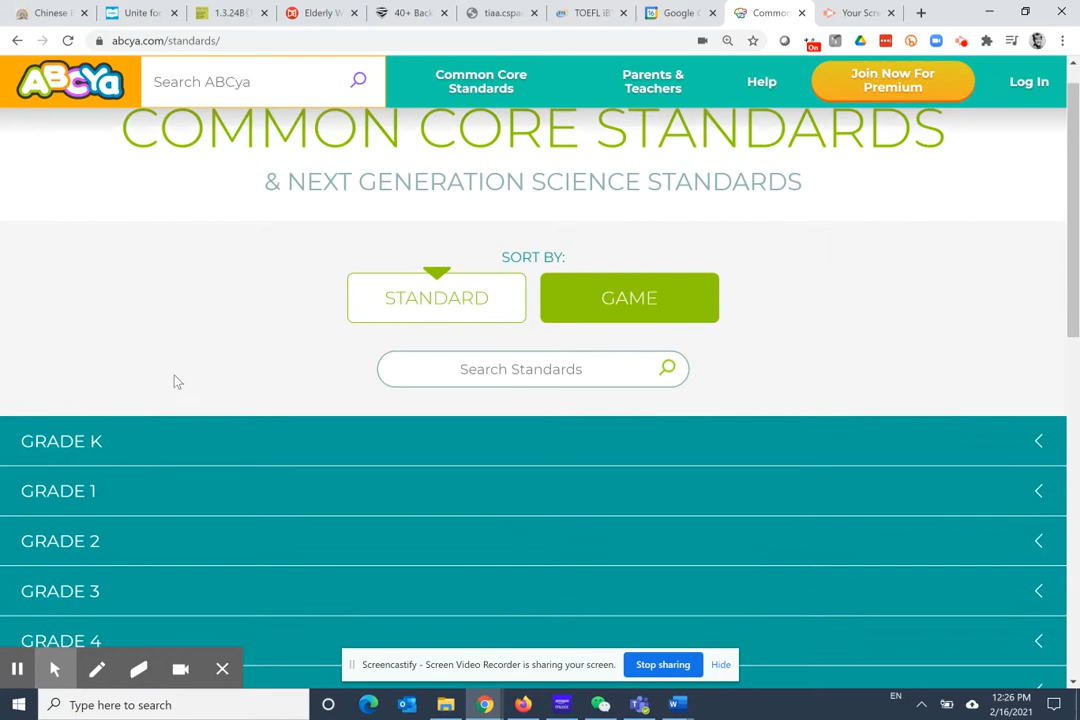 Chinese E
Unite for
1.3.24B(
Elderly W
40+ Back
tiaa.cspa
TOEFL iB
Google C
Common
Your Scre
abcya.com/standards/
On
ABCYa
Search ABCya
Common Core
Standards
Parents &
Teachers
Help
Join Now For
Premium
Log In
COMMON CORE STANDARDS
& NEXT GENERATION SCIENCE STANDARDS
SORT BY:
STANDARD
GAME
Search Standards
GRADE K
GRADE 1
GRADE 2
GRADE 3
GRADE 4
Screencastify - Screen Video Recorder is sharing your screen.
Stop sharing
Hide
Type here to search
EN
12:26 PM
2/16/2021